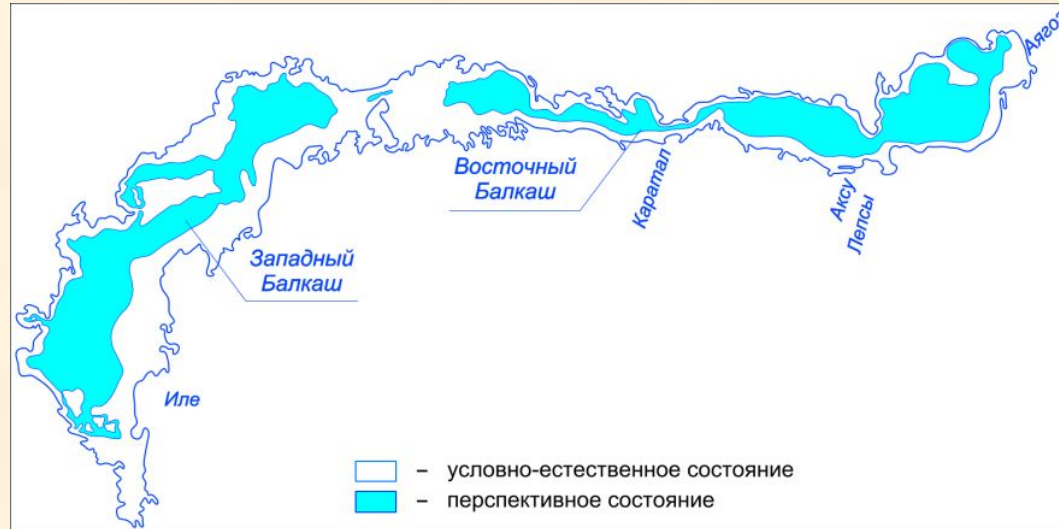 Аягоз
Восточный
Балкаш
Каратал
Аксу
Лепсы
Западный
Балкаш
Иле
– условно-естественное состояние
– перспективное состояние